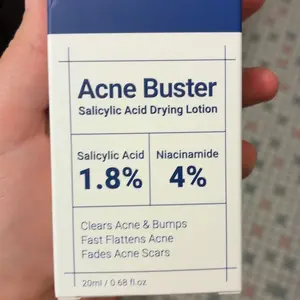 Acne Buster
Salicylic Acid Drying Lotion
Salicylic Acid
1.8%
Niacinamide
4%
Clears Acne & Bumps
Fast Flattens Acne
Fades Acne Scars
20ml / 0.68 fl.oz